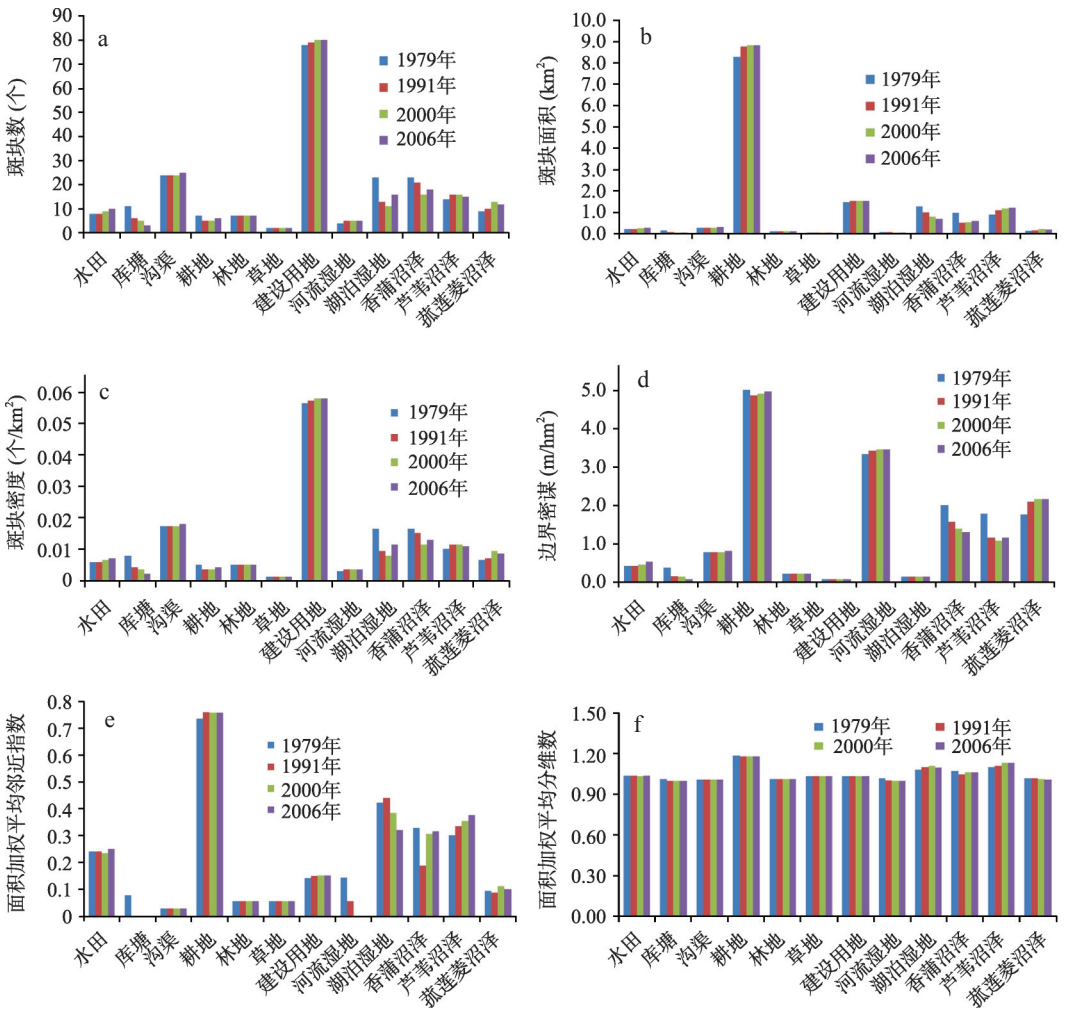 a
斑块数 (个)
90
80
70
60
50
40
30
20
10
0
1979年
1991年
2000年
2006年
水田
库塘
沟渠
耕地
林地
草地
建设用地
河流湿地
湖泊湿地
香蒲沼泽
芦苇沼泽
菰莲菱沼泽
b
斑块面积 (km²)
10.0
9.0
8.0
7.0
6.0
5.0
4.0
3.0
2.0
1.0
0.0
1979年
1991年
2000年
2006年
水田
库塘
沟渠
耕地
林地
草地
建设用地
河流湿地
湖泊湿地
香蒲沼泽
芦苇沼泽
菰莲菱沼泽
c
斑块密度 (个/km²)
0.06
0.05
0.04
0.03
0.02
0.01
0
1979年
1991年
2000年
2006年
水田
库塘
沟渠
耕地
林地
草地
建设用地
河流湿地
湖泊湿地
香蒲沼泽
芦苇沼泽
菰莲菱沼泽
d
边界密谋 (m/hm²)
5.0
4.0
3.0
2.0
1.0
0.0
1979年
1991年
2000年
2006年
水田
库塘
沟渠
耕地
林地
草地
建设用地
河流湿地
湖泊湿地
香蒲沼泽
芦苇沼泽
菰莲菱沼泽
e
面积加权平均邻近指数
0.8
0.7
0.6
0.5
0.4
0.3
0.2
0.1
0
1979年
1991年
2000年
2006年
水田
库塘
沟渠
耕地
林地
草地
建设用地
河流湿地
湖泊湿地
香蒲沼泽
芦苇沼泽
菰莲菱沼泽
f
面积加权平均分维数
1.50
1.20
0.90
0.60
0.30
0.00
1979年 1991年
2000年 2006年
水田
库塘
沟渠
耕地
林地
草地
建设用地
河流湿地
湖泊湿地
香蒲沼泽
芦苇沼泽
菰莲菱沼泽